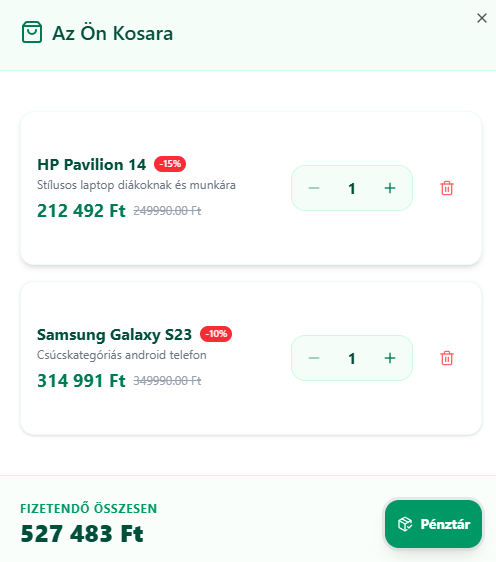 Az Ön Kosara
HP Pavilion 14 -15%
Stílusos laptop diákoknak és munkára
212 492 Ft 249990.00 Ft
1
Samsung Galaxy S23 -10%
Csúcskategóriás android telefon
314 991 Ft 349990.00 Ft
1
FIZETENDŐ ÖSSZESEN
527 483 Ft
Pénztár